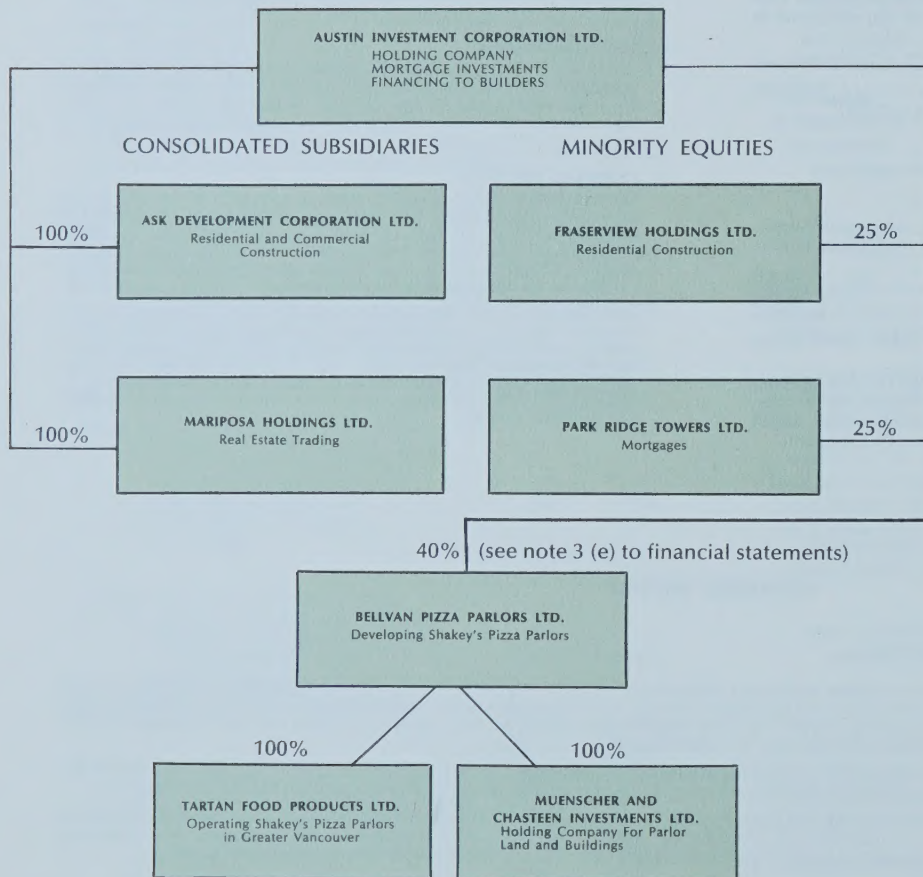 AUSTIN INVESTMENT CORPORATION LTD.
HOLDING COMPANY
MORTGAGE INVESTMENTS
FINANCING TO BUILDERS
CONSOLIDATED SUBSIDIARIES
MINORITY EQUITIES
100%
ASK DEVELOPMENT CORPORATION LTD.
Residential and Commercial
Construction
FRASERVIEW HOLDINGS LTD.
Residential Construction
25%
100%
MARIPOSA HOLDINGS LTD.
Real Estate Trading
PARK RIDGE TOWERS LTD.
Mortgages
25%
40% (see note 3 (e) to financial statements)
BELLVAN PIZZA PARLORS LTD.
Developing Shakey's Pizza Parlors
100%
100%
TARTAN FOOD PRODUCTS LTD.
Operating Shakey's Pizza Parlors
in Greater Vancouver
MUENSCHER AND
CHASTEEN INVESTMENTS LTD.
Holding Company For Parlor
Land and Buildings